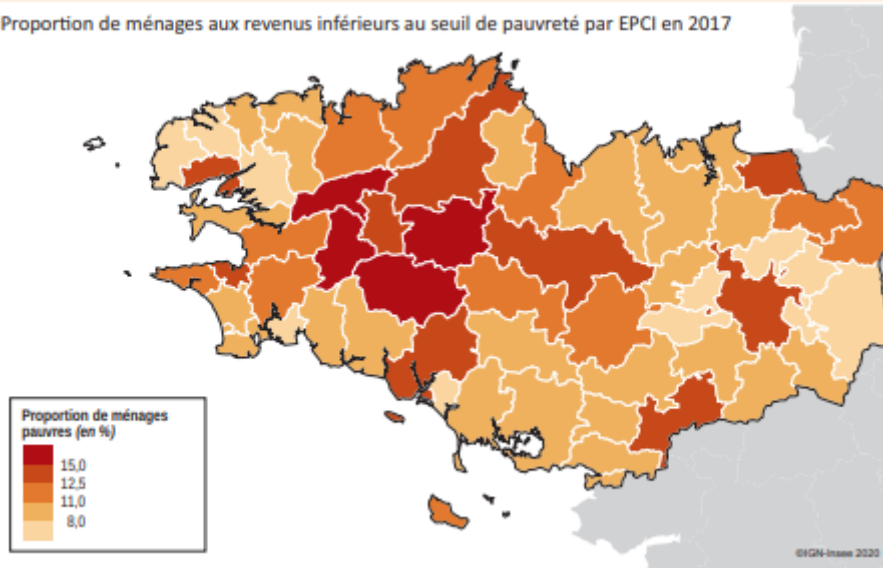 Proportion de ménages aux revenus inférieurs au seuil de pauvreté par EPCI en 2017
Proportion de ménages
pauvres (en %)
15,0
12,5
11,0
8,0
©IGN-Insee 2020